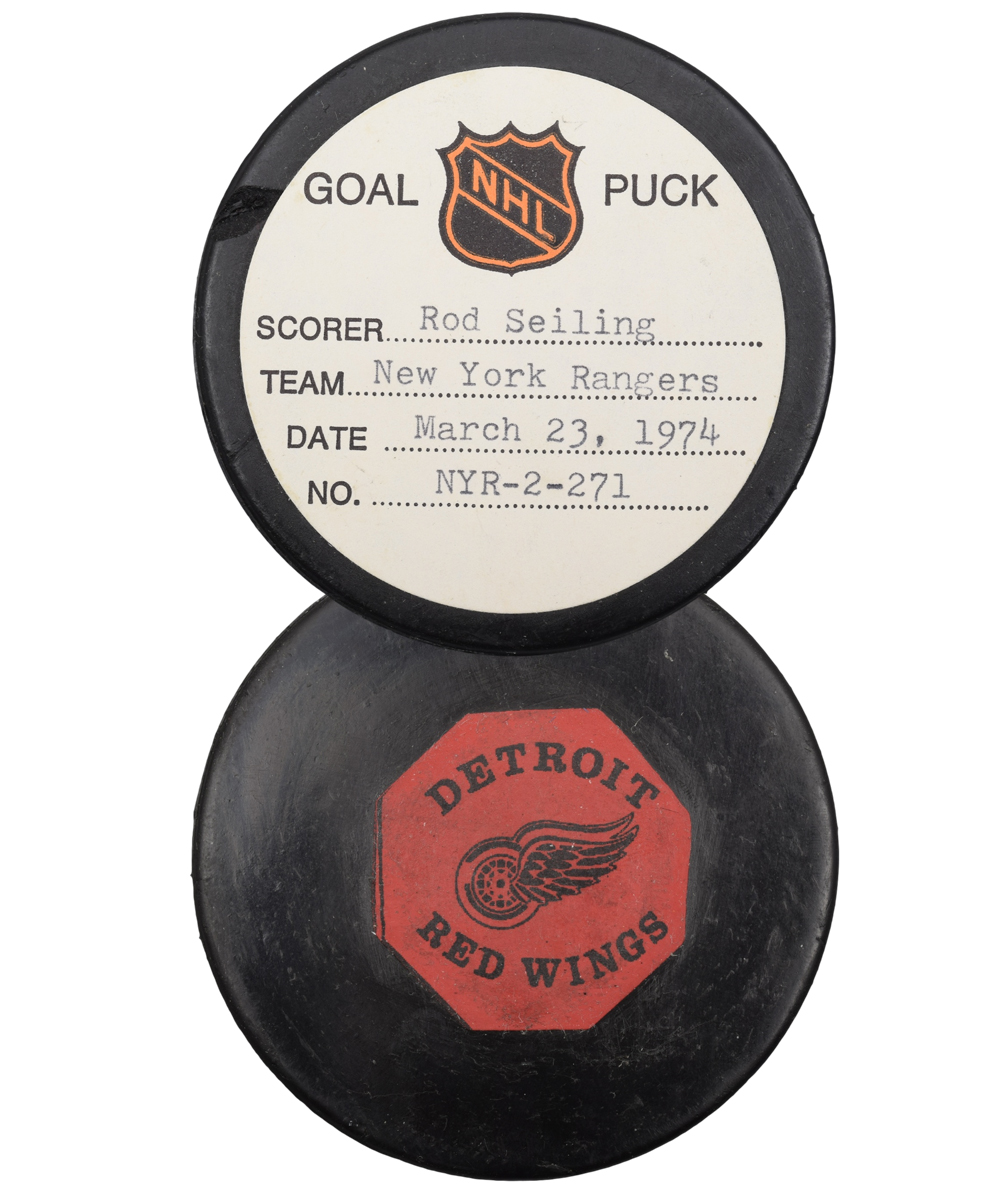 GOAL NHL PUCK
SCORER Rod Seiling
TEAM New York Rangers
DATE March 23, 1974
NO. NYR-2-271
DETROIT
RED WINGS